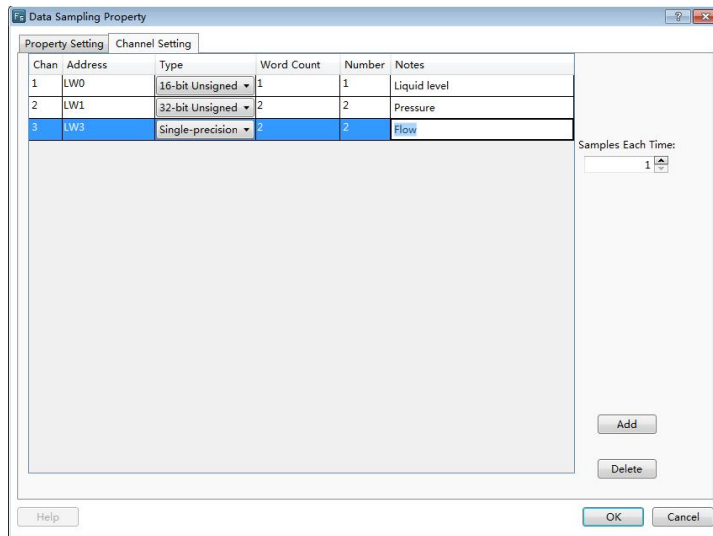 Fs Data Sampling Property
Property Setting Channel Setting
Chan Address Type Word Count Number Notes
1 LW0 16-bit Unsigned 1 1 Liquid level
2 LW1 32-bit Unsigned 2 2 Pressure
3 LW3 Single-precision 2 2 Flow
Samples Each Time:
1
Add
Delete
Help OK Cancel